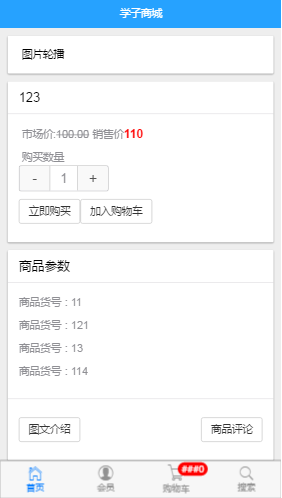 学子商城
图片轮播
123
市场价:100.00 销售价110
购买数量
- 1 +
立即购买 加入购物车
商品参数
商品货号 : 11
商品货号 : 121
商品货号 : 13
商品货号 : 114
图文介绍 商品评论
###0
首页 会员 购物车 搜索